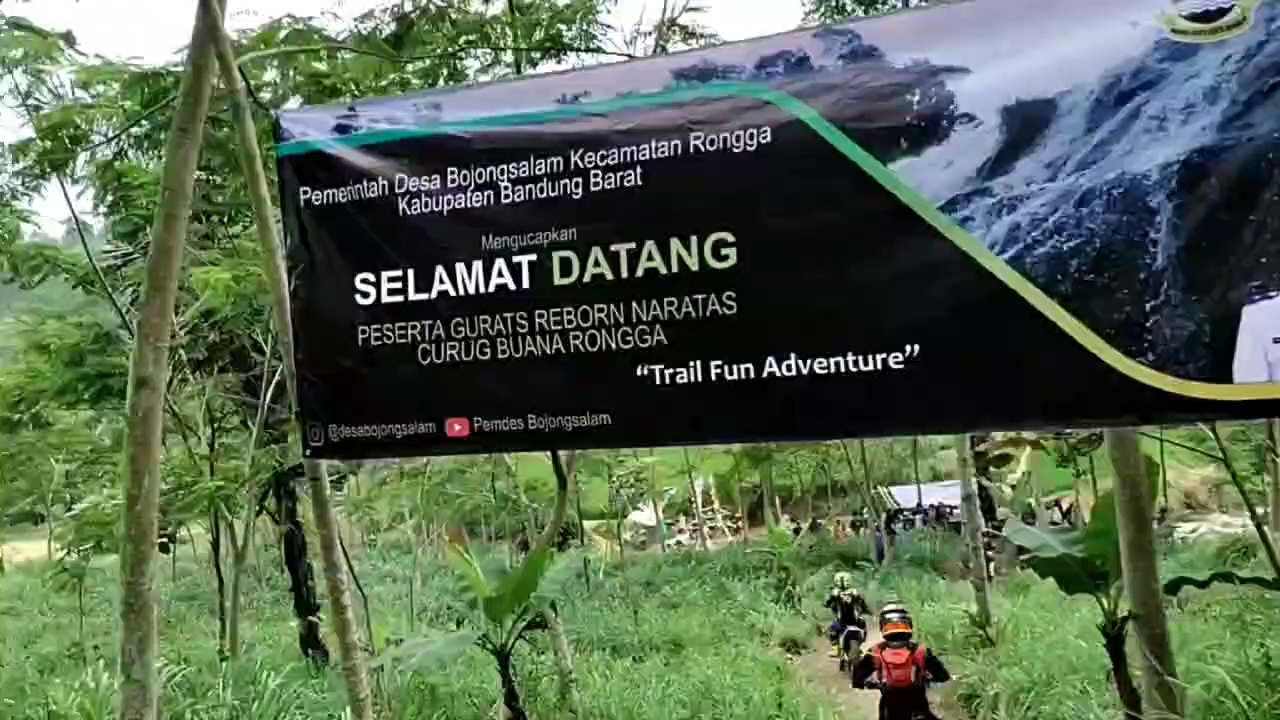 Pemerintah Desa Bojongsalam Kecamatan Rongga
Kabupaten Bandung Barat
Mengucapkan
SELAMAT DATANG
PESERTA GURATS REBORN NARATAS
CURUG BUANA RONGGA
“Trail Fun Adventure”
@desabojongsalam Pemdes Bojongsalam